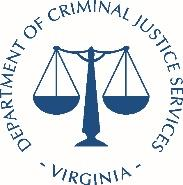 DEPARTMENT OF CRIMINAL JUSTICE SERVICES
- VIRGINIA -